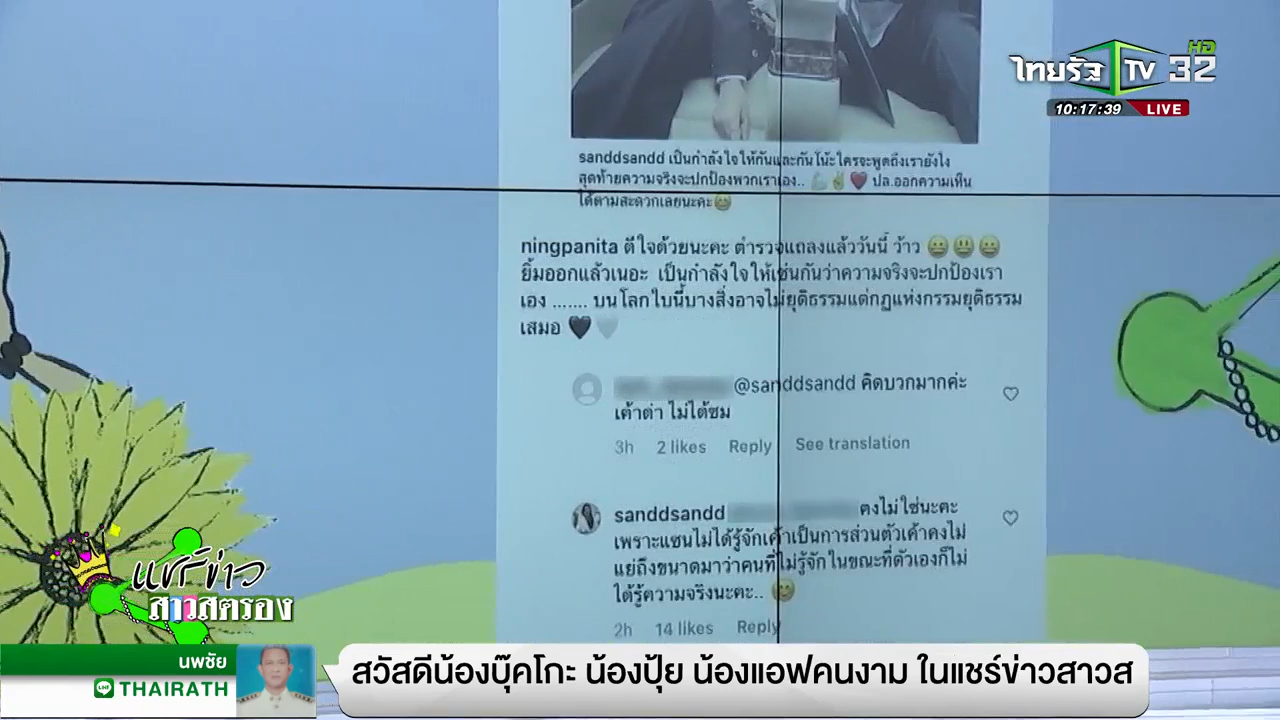 ไทยรัฐ TV HD 32
10:17:39 LIVE
sanddsandd เป็นกำลังใจให้กันและกันโน๊ะใครจะพูดถึงเรายังไง
สุดท้ายความจริงจะปกป้องพวกเราเอง.. 💪✌️❤️ ปล.ออกความเห็น
ได้ตามสะดวกเลยนะคะ😁
ningpanita ดีใจด้วยนะคะ ตำรวจแถลงแล้ววันนี้ ว้าว 😀😃😀
ยิ้มออกแล้วเนอะ เป็นกำลังใจให้เช่นกันว่าความจริงจะปกป้องเรา
เอง ....... บนโลกใบนี้บางสิ่งอาจไม่ยุติธรรมแต่กฏแห่งกรรมยุติธรรม
เสมอ 🖤🤍
@sanddsandd คิดบวกมากค่ะ
เค้าด่า ไม่ได้ชม
3h 2 likes Reply See translation
sanddsandd คงไม่ใช่นะคะ
เพราะแซนไม่ได้รู้จักเค้าเป็นการส่วนตัวเค้าคงไม่
แย่ถึงขนาดมาว่าคนที่ไม่รู้จักในขณะที่ตัวเองก็ไม่
ได้รู้ความจริงนะคะ.. 😊
2h 14 likes Reply
แชร์ข่าว
สาวสตรอง
นพชัย
LINE THAIRATH
สวัสดีน้องบุ๊คโกะ น้องปุ้ย น้องแอฟคนงาม ในแชร์ข่าวสาวส